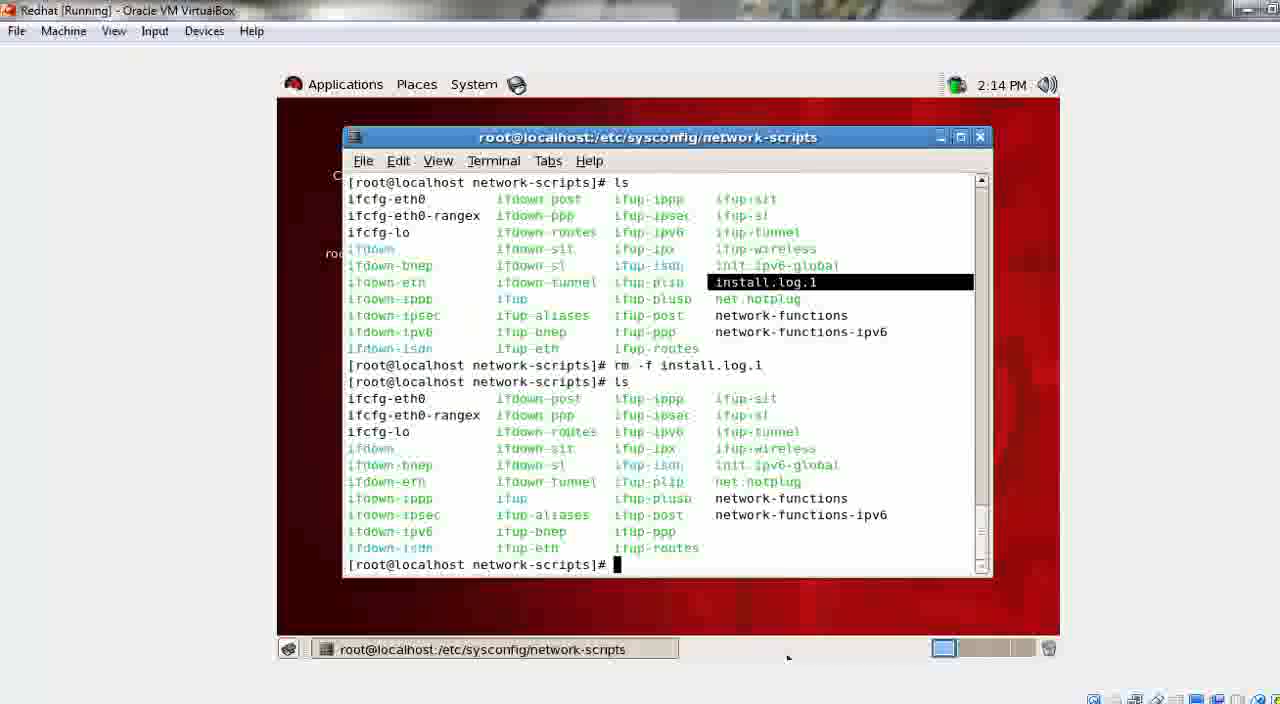 Redhat [Running] - Oracle VM VirtualBox
File Machine View Input Devices Help
Applications Places System 2:14 PM
root@localhost:/etc/sysconfig/network-scripts
File Edit View Terminal Tabs Help
[root@localhost network-scripts]# ls
ifcfg-eth0 ifdown-post ifup-ippp ifup-sit
ifcfg-eth0-rangex ifdown-ppp ifup-ipsec ifup-sl
ifcfg-lo ifdown-routes ifup-ipv6 ifup-tunnel
ifdown ifdown-sit ifup-ipx ifup-wireless
ifdown-bnep ifdown-sl ifup-isdn init.ipv6-global
ifdown-eth ifdown-tunnel ifup-plip install.log.1
ifdown-ippp ifup ifup-plusb net.hotplug
ifdown-ipsec ifup-aliases ifup-post network-functions
ifdown-ipv6 ifup-bnep ifup-ppp network-functions-ipv6
ifdown-isdn ifup-eth ifup-routes
[root@localhost network-scripts]# rm -f install.log.1
[root@localhost network-scripts]# ls
ifcfg-eth0 ifdown-post ifup-ippp ifup-sit
ifcfg-eth0-rangex ifdown-ppp ifup-ipsec ifup-sl
ifcfg-lo ifdown-routes ifup-ipv6 ifup-tunnel
ifdown ifdown-sit ifup-ipx ifup-wireless
ifdown-bnep ifdown-sl ifup-isdn init.ipv6-global
ifdown-eth ifdown-tunnel ifup-plip net.hotplug
ifdown-ippp ifup ifup-plusb network-functions
ifdown-ipsec ifup-aliases ifup-post network-functions-ipv6
ifdown-ipv6 ifup-bnep ifup-ppp
ifdown-isdn ifup-eth ifup-routes
[root@localhost network-scripts]#
root@localhost:/etc/sysconfig/network-scripts